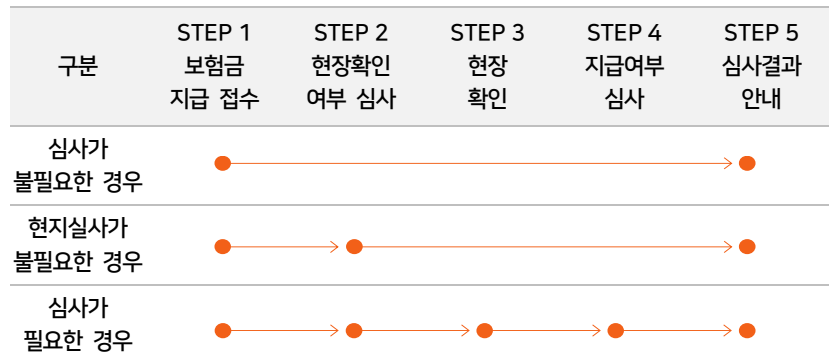 구분
STEP 1
보험금
지급 접수
STEP 2
현장확인
여부 심사
STEP 3
현장
확인
STEP 4
지급여부
심사
STEP 5
심사결과
안내
심사가
불필요한 경우
현지실사가
불필요한 경우
심사가
필요한 경우